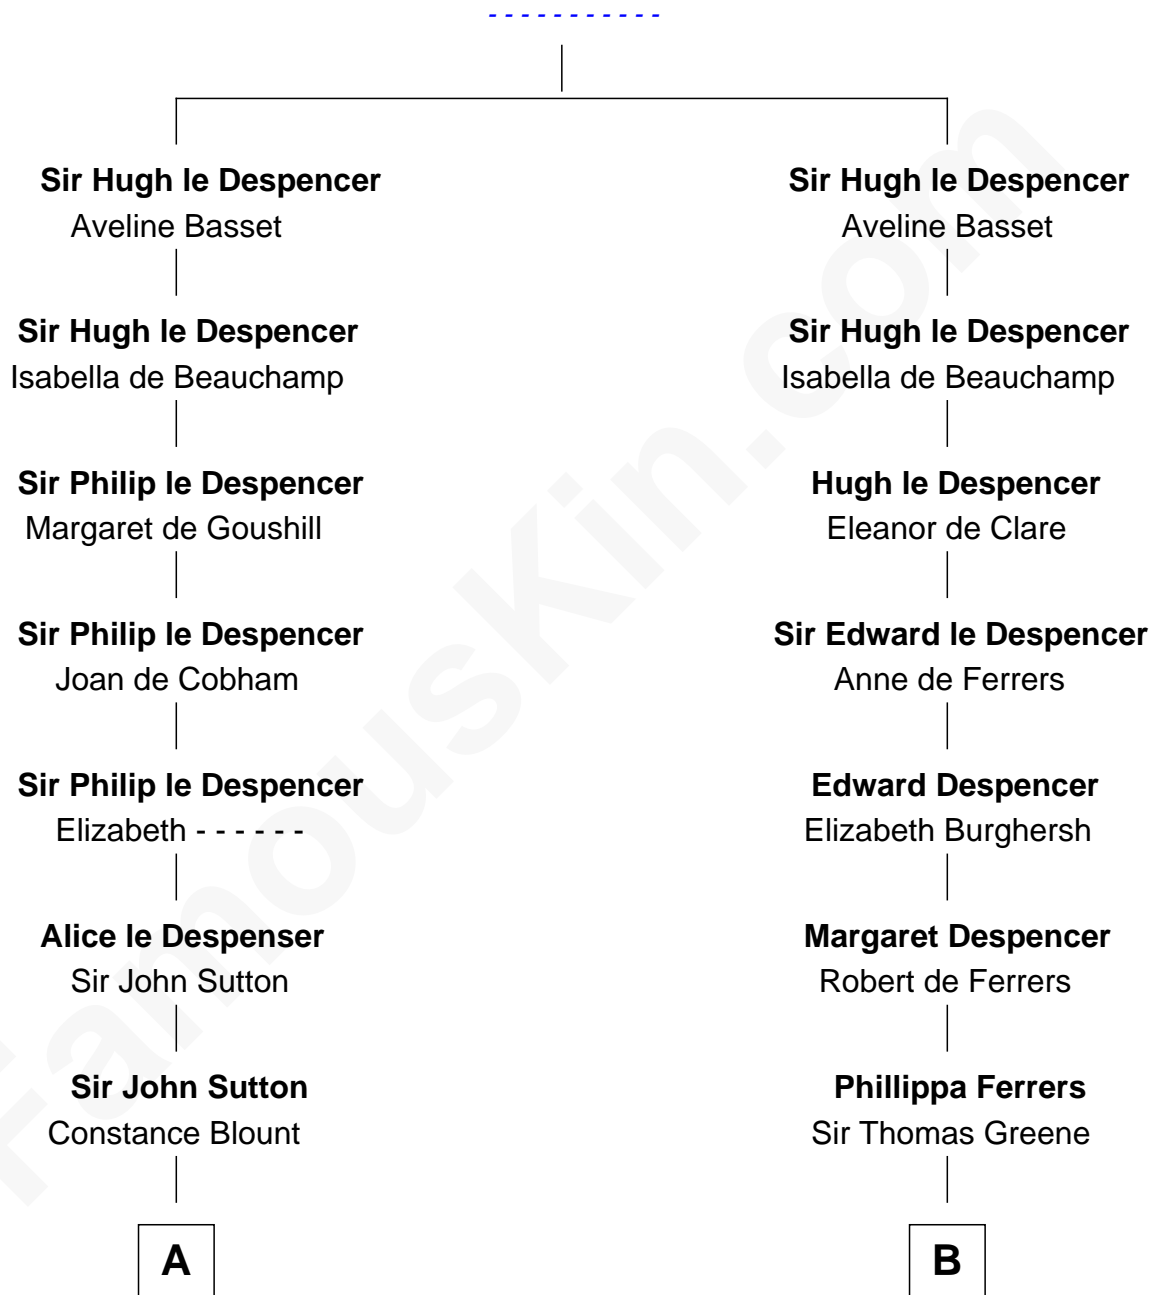 - - - - - - - - - - -
Sir Hugh le Despencer
Aveline Basset
Sir Hugh le Despencer
Isabella de Beauchamp
Sir Philip le Despencer
Margaret de Goushill
Sir Philip le Despencer
Joan de Cobham
Sir Philip le Despencer
Elizabeth - - - - - -
Alice le Despenser
Sir John Sutton
Sir John Sutton
Constance Blount
A
Sir Hugh le Despencer
Aveline Basset
Sir Hugh le Despencer
Isabella de Beauchamp
Hugh le Despencer
Eleanor de Clare
Sir Edward le Despencer
Anne de Ferrers
Edward Despencer
Elizabeth Burghersh
Margaret Despencer
Robert de Ferrers
Phillippa Ferrers
Sir Thomas Greene
B
FamousKin.com